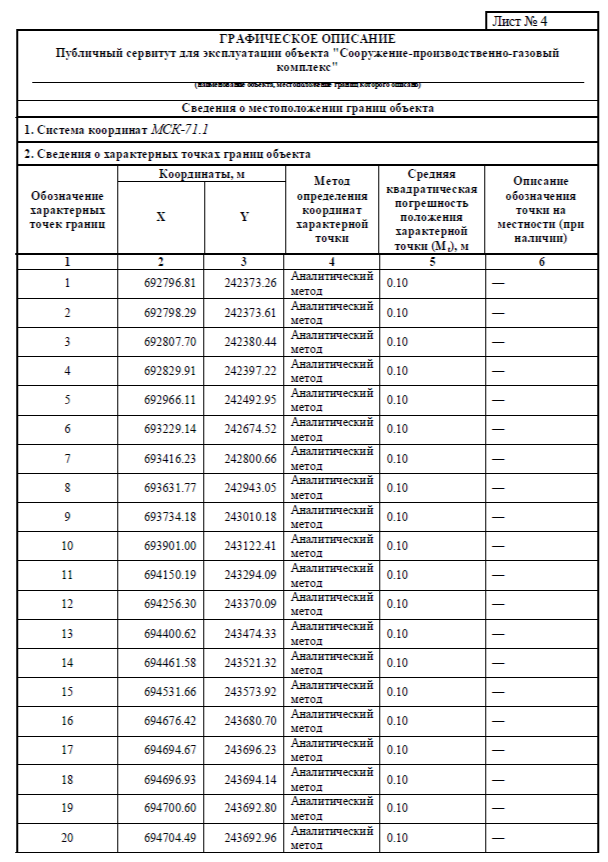 Лист № 4
ГРАФИЧЕСКОЕ ОПИСАНИЕ
Публичный сервитут для эксплуатации объекта "Сооружение-производственно-газовый
комплекс"
(наименование объекта, местоположение границ которого описано)
Сведения о местоположении границ объекта
1. Система координат МСК-71.1
2. Сведения о характерных точках границ объекта
Обозначение характерных точек границ Координаты, м Метод определения координат характерной точки Средняя квадратическая погрешность положения характерной точки (Mt), м Описание обозначения точки на местности (при наличии)
X Y
1 2 3 4 5 6
1 692796.81 242373.26 Аналитический метод 0.10 —
2 692798.29 242373.61 Аналитический метод 0.10 —
3 692807.70 242380.44 Аналитический метод 0.10 —
4 692829.91 242397.22 Аналитический метод 0.10 —
5 692966.11 242492.95 Аналитический метод 0.10 —
6 693229.14 242674.52 Аналитический метод 0.10 —
7 693416.23 242800.66 Аналитический метод 0.10 —
8 693631.77 242943.05 Аналитический метод 0.10 —
9 693734.18 243010.18 Аналитический метод 0.10 —
10 693901.00 243122.41 Аналитический метод 0.10 —
11 694150.19 243294.09 Аналитический метод 0.10 —
12 694256.30 243370.09 Аналитический метод 0.10 —
13 694400.62 243474.33 Аналитический метод 0.10 —
14 694461.58 243521.32 Аналитический метод 0.10 —
15 694531.66 243573.92 Аналитический метод 0.10 —
16 694676.42 243680.70 Аналитический метод 0.10 —
17 694694.67 243696.23 Аналитический метод 0.10 —
18 694696.93 243694.14 Аналитический метод 0.10 —
19 694700.60 243692.80 Аналитический метод 0.10 —
20 694704.49 243692.96 Аналитический метод 0.10 —